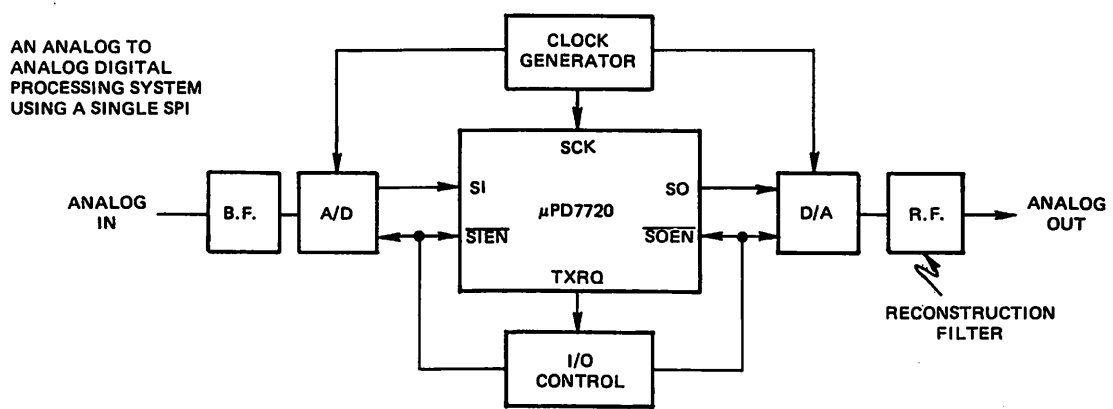 AN ANALOG TO
ANALOG DIGITAL
PROCESSING SYSTEM
USING A SINGLE SPI
CLOCK
GENERATOR
SCK
ANALOG
IN
B.F.
A/D
SI
SIEN
μPD7720
SO
SOEN
TXRQ
D/A
R.F.
ANALOG
OUT
RECONSTRUCTION
FILTER
I/O
CONTROL